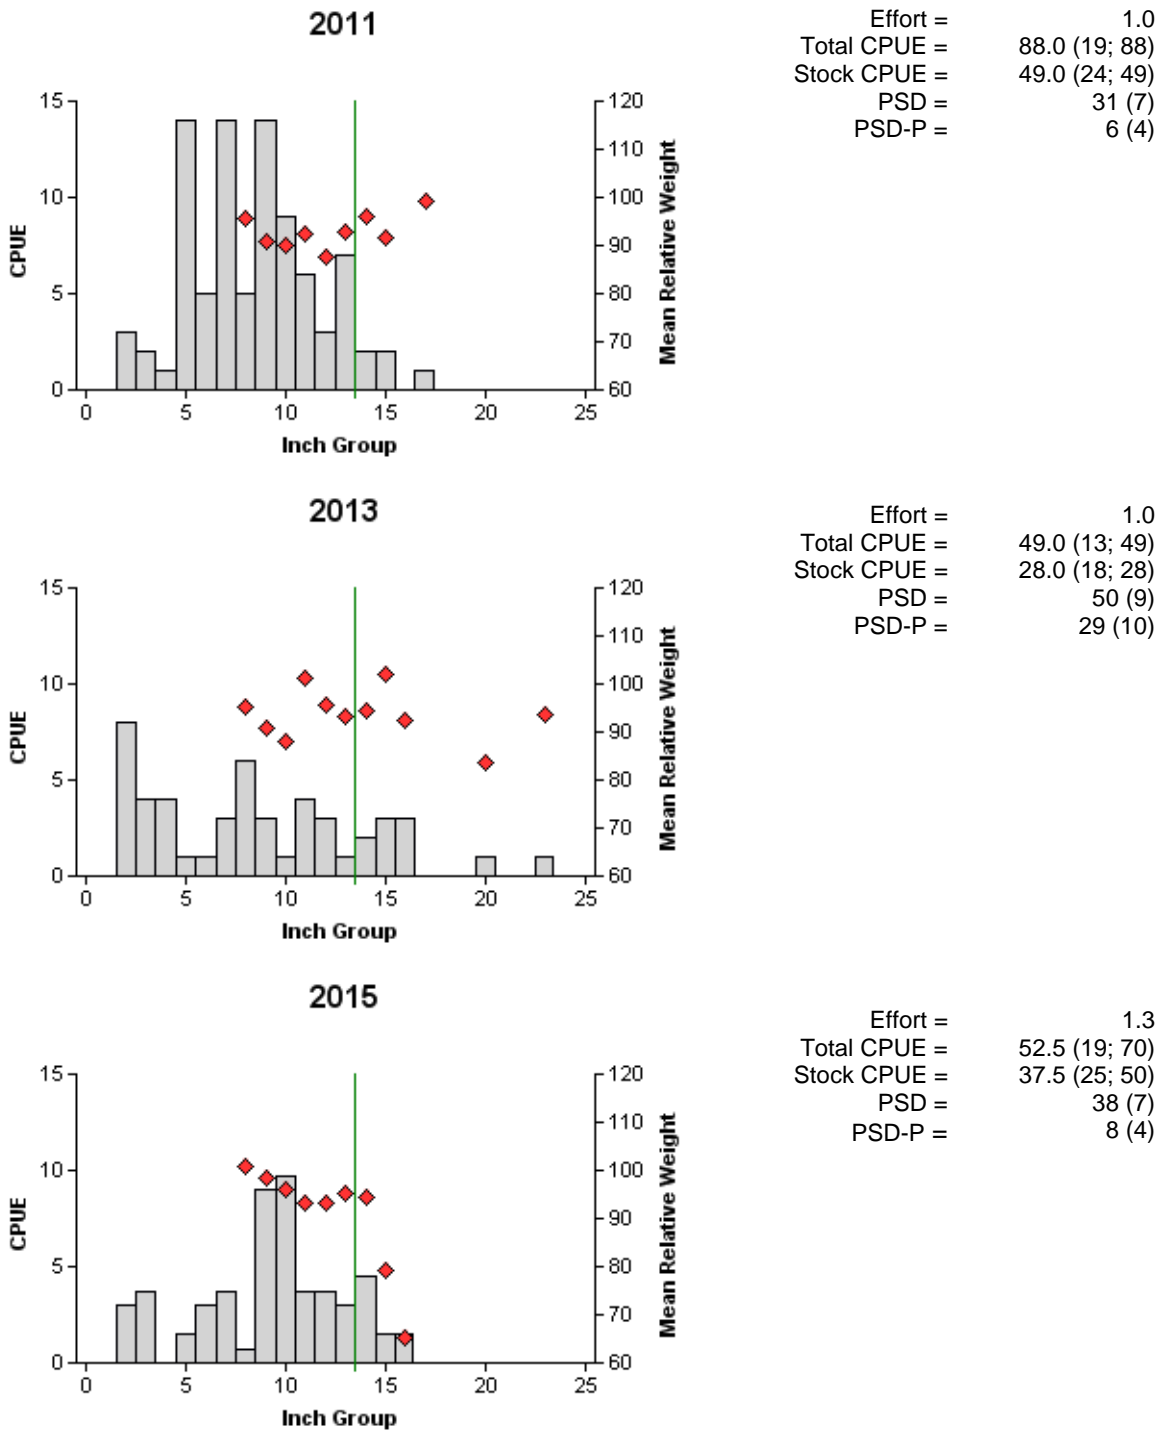 2011
Effort = 1.0
Total CPUE = 88.0 (19; 88)
Stock CPUE = 49.0 (24; 49)
PSD = 31 (7)
PSD-P = 6 (4)
15
10
5
0
CPUE
120
110
100
90
80
70
60
Mean Relative Weight
0 5 10 15 20 25
Inch Group
2013
Effort = 1.0
Total CPUE = 49.0 (13; 49)
Stock CPUE = 28.0 (18; 28)
PSD = 50 (9)
PSD-P = 29 (10)
15
10
5
0
CPUE
120
110
100
90
80
70
60
Mean Relative Weight
0 5 10 15 20 25
Inch Group
2015
Effort = 1.3
Total CPUE = 52.5 (19; 70)
Stock CPUE = 37.5 (25; 50)
PSD = 38 (7)
PSD-P = 8 (4)
15
10
5
0
CPUE
120
110
100
90
80
70
60
Mean Relative Weight
0 5 10 15 20 25
Inch Group